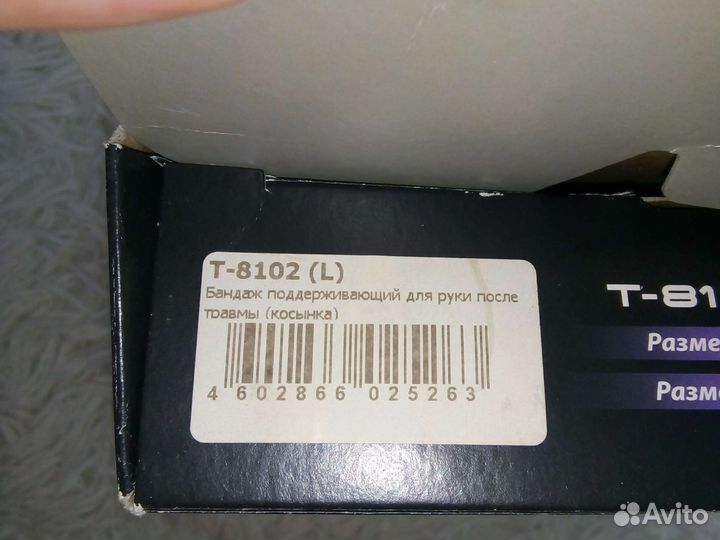 T-8102 (L)
Бандаж поддерживающий для руки после
травмы (косынка)
4 602866 025263
T-81
Разме
Разме
Avito